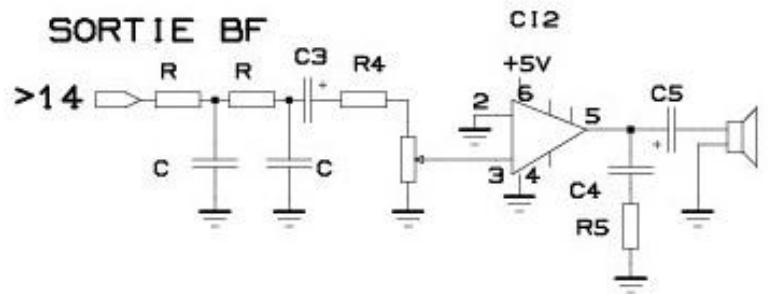 SORTIE BF
CI2
R R C3 R4 +5V
>14
2 6 5 C5
+
+
C C 3 4 C4
R5